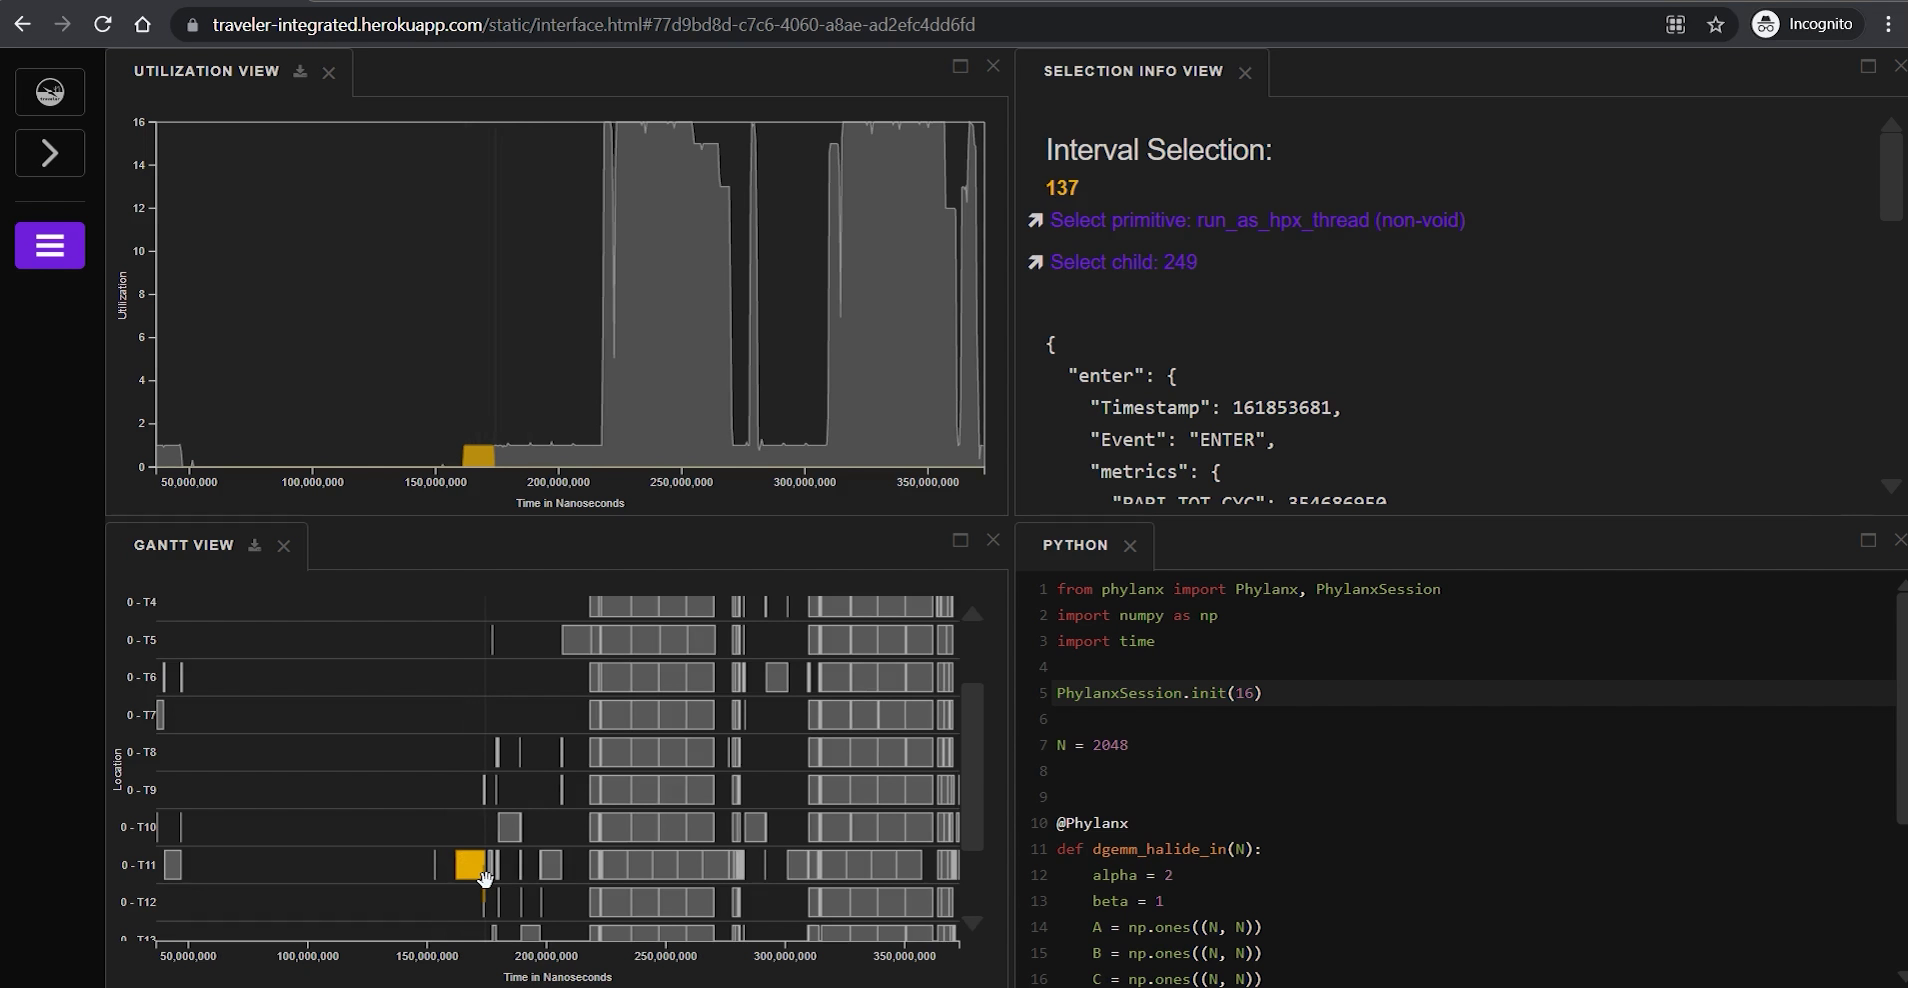 traveler-integrated.herokuapp.com/static/interface.html#77d9bd8d-c7c6-4060-a8ae-ad2efc4dd6fd
Incognito
UTILIZATION VIEW
16
14
12
10
8
6
4
2
0
Utilization
50,000,000 100,000,000 150,000,000 200,000,000 250,000,000 300,000,000 350,000,000
Time in Nanoseconds
SELECTION INFO VIEW
Interval Selection:
137
Select primitive: run_as_hpx_thread (non-void)
Select child: 249
{
"enter": {
"Timestamp": 161853681,
"Event": "ENTER",
"metrics": {
"PAPI_TOT_CYC": 354686950
GANTT VIEW
0 - T4
0 - T5
0 - T6
0 - T7
0 - T8
0 - T9
0 - T10
0 - T11
0 - T12
0 - T13
Location
50,000,000 100,000,000 150,000,000 200,000,000 250,000,000 300,000,000 350,000,000
Time in Nanoseconds
PYTHON
1 from phylanx import Phylanx, PhylanxSession
2 import numpy as np
3 import time
4
5 PhylanxSession.init(16)
6
7 N = 2048
8
9
10 @Phylanx
11 def dgemm_halide_in(N):
12 alpha = 2
13 beta = 1
14 A = np.ones((N, N))
15 B = np.ones((N, N))
16 C = np.ones((N, N))